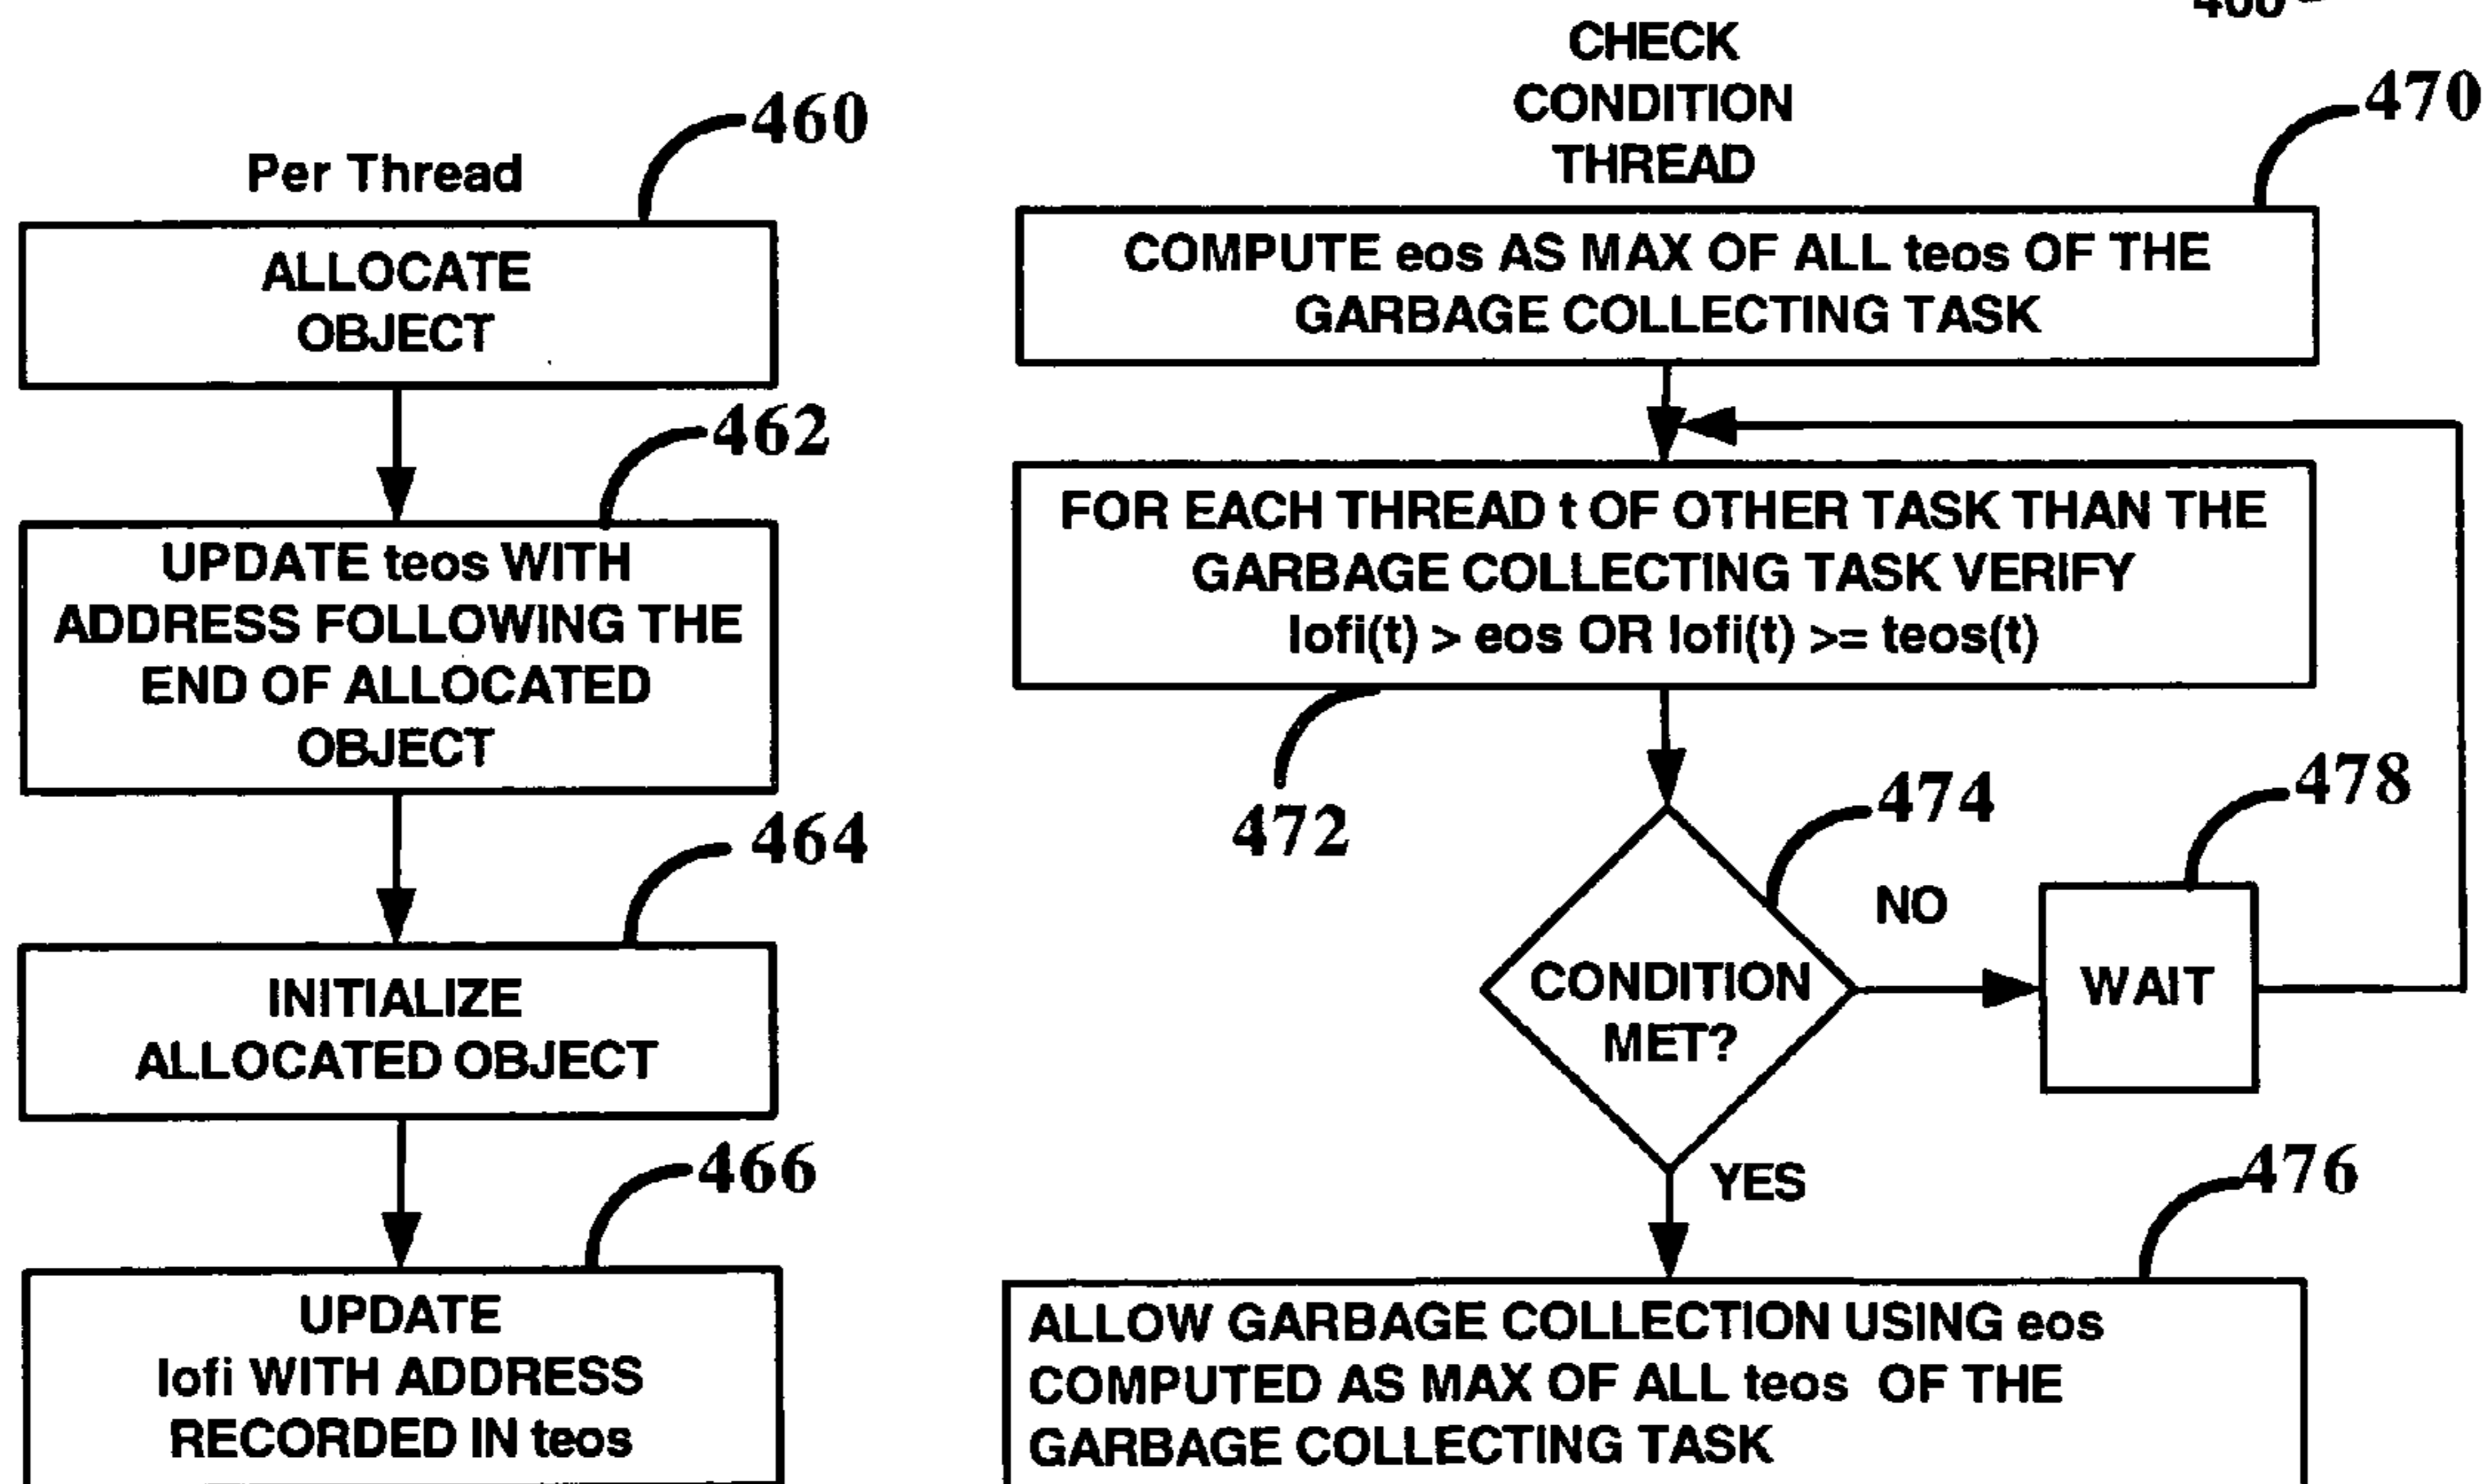 Per Thread
460
ALLOCATE
OBJECT
462
UPDATE teos WITH
ADDRESS FOLLOWING THE
END OF ALLOCATED
OBJECT
464
INITIALIZE
ALLOCATED OBJECT
466
UPDATE
lofi WITH ADDRESS
RECORDED IN teos
CHECK
CONDITION
THREAD
470
COMPUTE eos AS MAX OF ALL teos OF THE
GARBAGE COLLECTING TASK
FOR EACH THREAD t OF OTHER TASK THAN THE
GARBAGE COLLECTING TASK VERIFY
lofi(t) > eos OR lofi(t) >= teos(t)
472
474
CONDITION
MET?
NO
478
WAIT
YES
476
ALLOW GARBAGE COLLECTION USING eos
COMPUTED AS MAX OF ALL teos OF THE
GARBAGE COLLECTING TASK